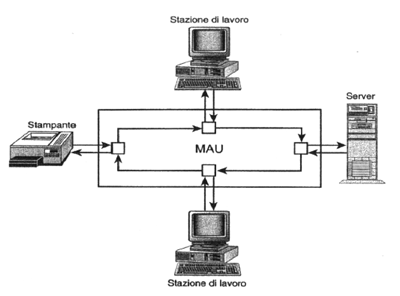 Stazione di lavoro
Server
Stampante
MAU
Stazione di lavoro